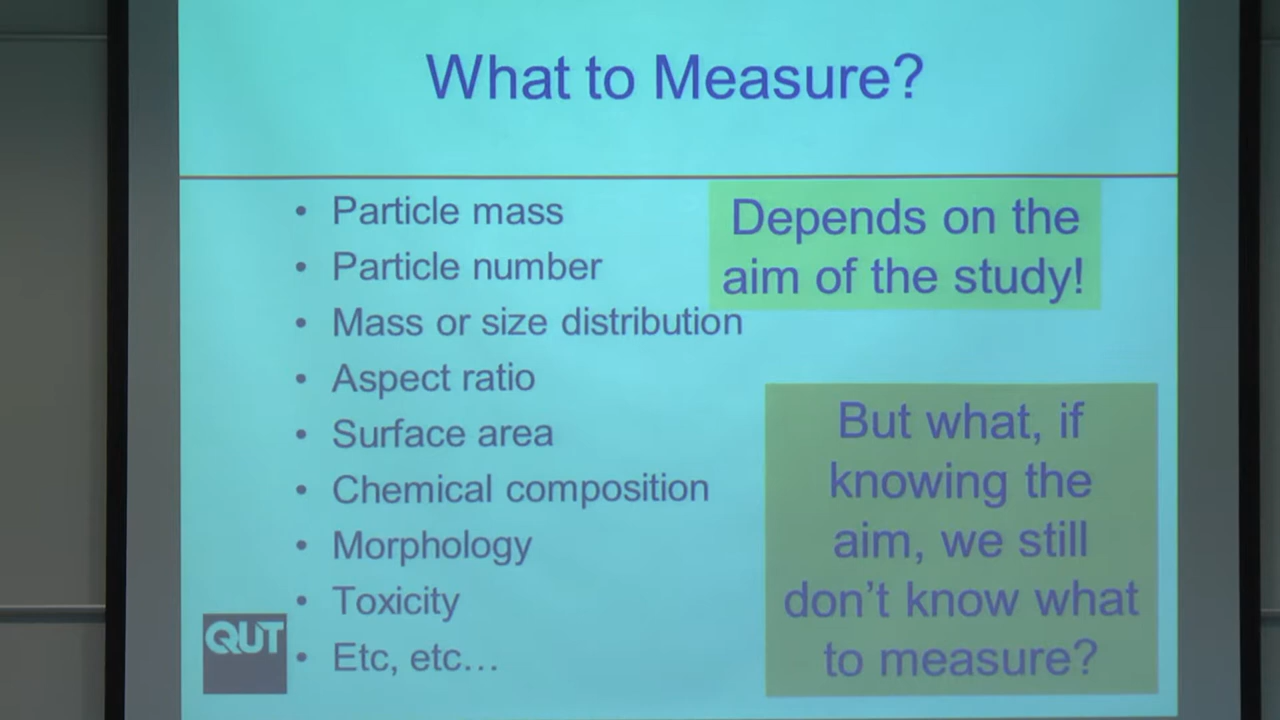 What to Measure?
• Particle mass
• Particle number
• Mass or size distribution
• Aspect ratio
• Surface area
• Chemical composition
• Morphology
• Toxicity
• Etc, etc…
Depends on the
aim of the study!
But what, if
knowing the
aim, we still
don't know what
to measure?
QUT